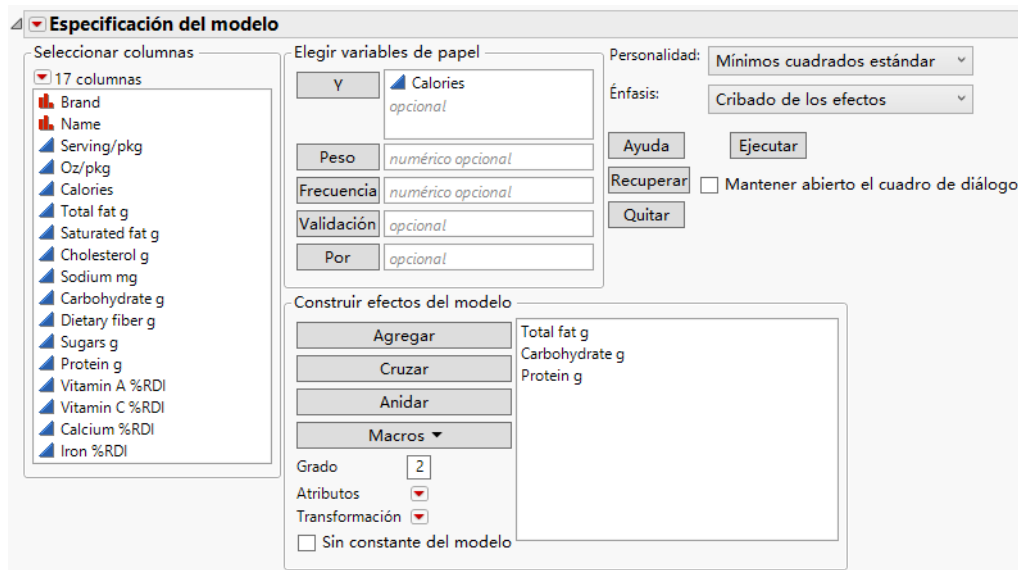 Especificación del modelo
Seleccionar columnas
17 columnas
Brand
Name
Serving/pkg
Oz/pkg
Calories
Total fat g
Saturated fat g
Cholesterol g
Sodium mg
Carbohydrate g
Dietary fiber g
Sugars g
Protein g
Vitamin A %RDI
Vitamin C %RDI
Calcium %RDI
Iron %RDI
Elegir variables de papel
Y
Calories
opcional
Peso
numérico opcional
Frecuencia
numérico opcional
Validación
opcional
Por
opcional
Personalidad:
Mínimos cuadrados estándar
Énfasis:
Cribado de los efectos
Ayuda
Ejecutar
Recuperar
Mantener abierto el cuadro de diálogo
Quitar
Construir efectos del modelo
Agregar
Cruzar
Anidar
Macros
Total fat g
Carbohydrate g
Protein g
Grado
2
Atributos
Transformación
Sin constante del modelo